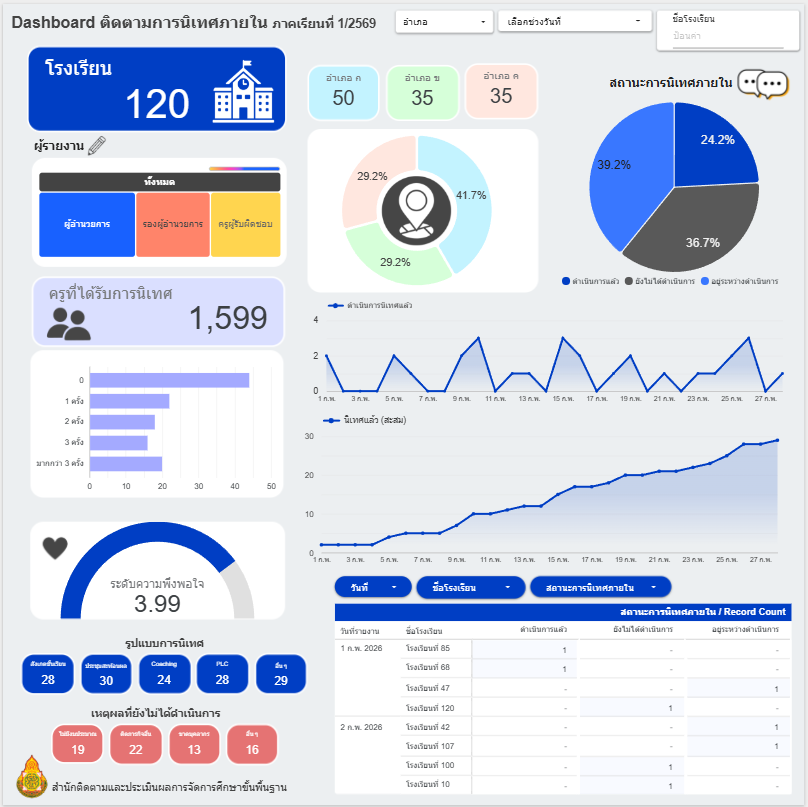 Dashboard ติดตามการนิเทศภายใน ภาคเรียนที่ 1/2569
อำเภอ
เลือกช่วงวันที่
ชื่อโรงเรียน
ป้อนค่า
โรงเรียน
120
ผู้รายงาน
ทั้งหมด
ผู้อำนวยการ
รองผู้อำนวยการ
ครูผู้รับผิดชอบ
ครูที่ได้รับการนิเทศ
1,599
0
1 ครั้ง
2 ครั้ง
3 ครั้ง
มากกว่า 3 ครั้ง
0 10 20 30 40 50
ระดับความพึงพอใจ
3.99
รูปแบบการนิเทศ
สังเกตชั้นเรียน
28
ประชุมสะท้อนผล
30
Coaching
24
PLC
28
อื่น ๆ
29
เหตุผลที่ยังไม่ได้ดำเนินการ
ไม่มีงบประมาณ
19
ติดภารกิจอื่น
22
ขาดบุคลากร
13
อื่น ๆ
16
สำนักติดตามและประเมินผลการจัดการศึกษาขั้นพื้นฐาน
อำเภอ ก
50
อำเภอ ข
35
อำเภอ ค
35
29.2%
41.7%
29.2%
สถานะการนิเทศภายใน
24.2%
39.2%
36.7%
ดำเนินการแล้ว ยังไม่ได้ดำเนินการ อยู่ระหว่างดำเนินการ
ดำเนินการนิเทศแล้ว
4
2
0
1 ก.พ. 3 ก.พ. 5 ก.พ. 7 ก.พ. 9 ก.พ. 11 ก.พ. 13 ก.พ. 15 ก.พ. 17 ก.พ. 19 ก.พ. 21 ก.พ. 23 ก.พ. 25 ก.พ. 27 ก.พ.
นิเทศแล้ว (สะสม)
30
20
10
0
1 ก.พ. 3 ก.พ. 5 ก.พ. 7 ก.พ. 9 ก.พ. 11 ก.พ. 13 ก.พ. 15 ก.พ. 17 ก.พ. 19 ก.พ. 21 ก.พ. 23 ก.พ. 25 ก.พ. 27 ก.พ.
วันที่
ชื่อโรงเรียน
สถานะการนิเทศภายใน
สถานะการนิเทศภายใน / Record Count
วันที่รายงาน ชื่อโรงเรียน ดำเนินการแล้ว ยังไม่ได้ดำเนินการ อยู่ระหว่างดำเนินการ
1 ก.พ. 2026 โรงเรียนที่ 85 1 - -
โรงเรียนที่ 68 1 - -
โรงเรียนที่ 47 - - 1
โรงเรียนที่ 120 - 1 -
2 ก.พ. 2026 โรงเรียนที่ 42 - - 1
โรงเรียนที่ 107 - - 1
โรงเรียนที่ 100 - 1 -
โรงเรียนที่ 10 - 1 -